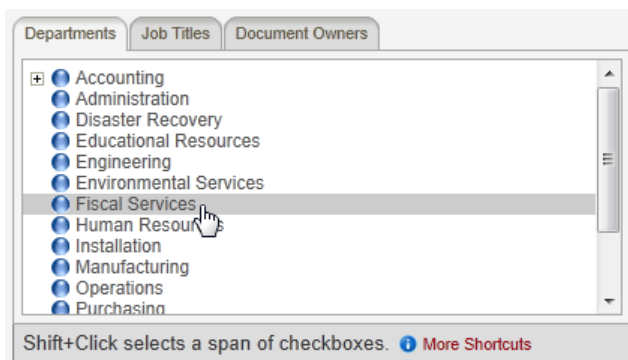 Departments Job Titles Document Owners
Accounting
Administration
Disaster Recovery
Educational Resources
Engineering
Environmental Services
Fiscal Services
Human Resources
Installation
Manufacturing
Operations
Purchasing
Shift+Click selects a span of checkboxes. More Shortcuts